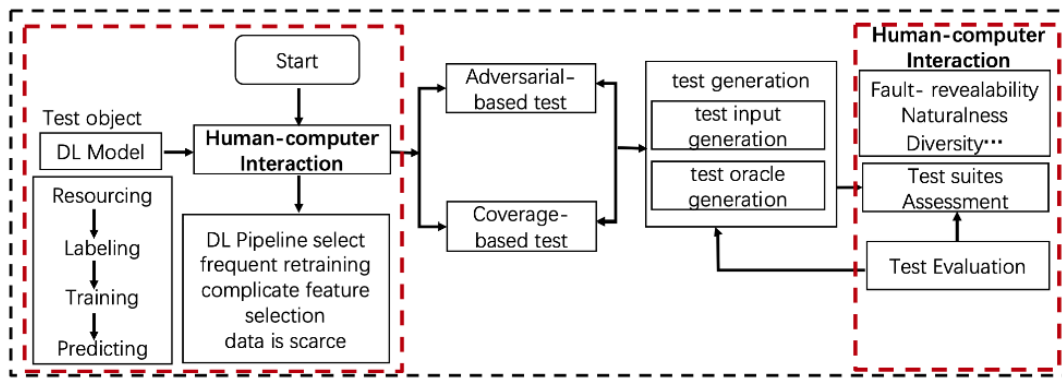 Start
Test object
DL Model
Human-computer
Interaction
Resourcing
Labeling
Training
Predicting
DL Pipeline select
frequent retraining
complicate feature
selection
data is scarce
Adversarial-
based test
Coverage-
based test
test generation
test input
generation
test oracle
generation
Human-computer
Interaction
Fault- revealability
Naturalness
Diversity···
Test suites
Assessment
Test Evaluation